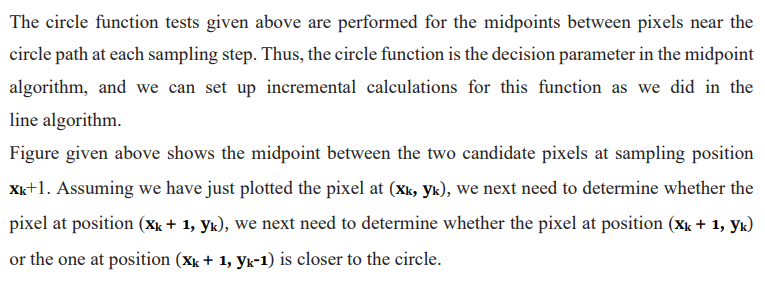 The circle function tests given above are performed for the midpoints between pixels near the
circle path at each sampling step. Thus, the circle function is the decision parameter in the midpoint
algorithm, and we can set up incremental calculations for this function as we did in the
line algorithm.
Figure given above shows the midpoint between the two candidate pixels at sampling position
xₖ+1. Assuming we have just plotted the pixel at (xₖ, yₖ), we next need to determine whether the
pixel at position (xₖ + 1, yₖ), we next need to determine whether the pixel at position (xₖ + 1, yₖ)
or the one at position (xₖ + 1, yₖ-1) is closer to the circle.